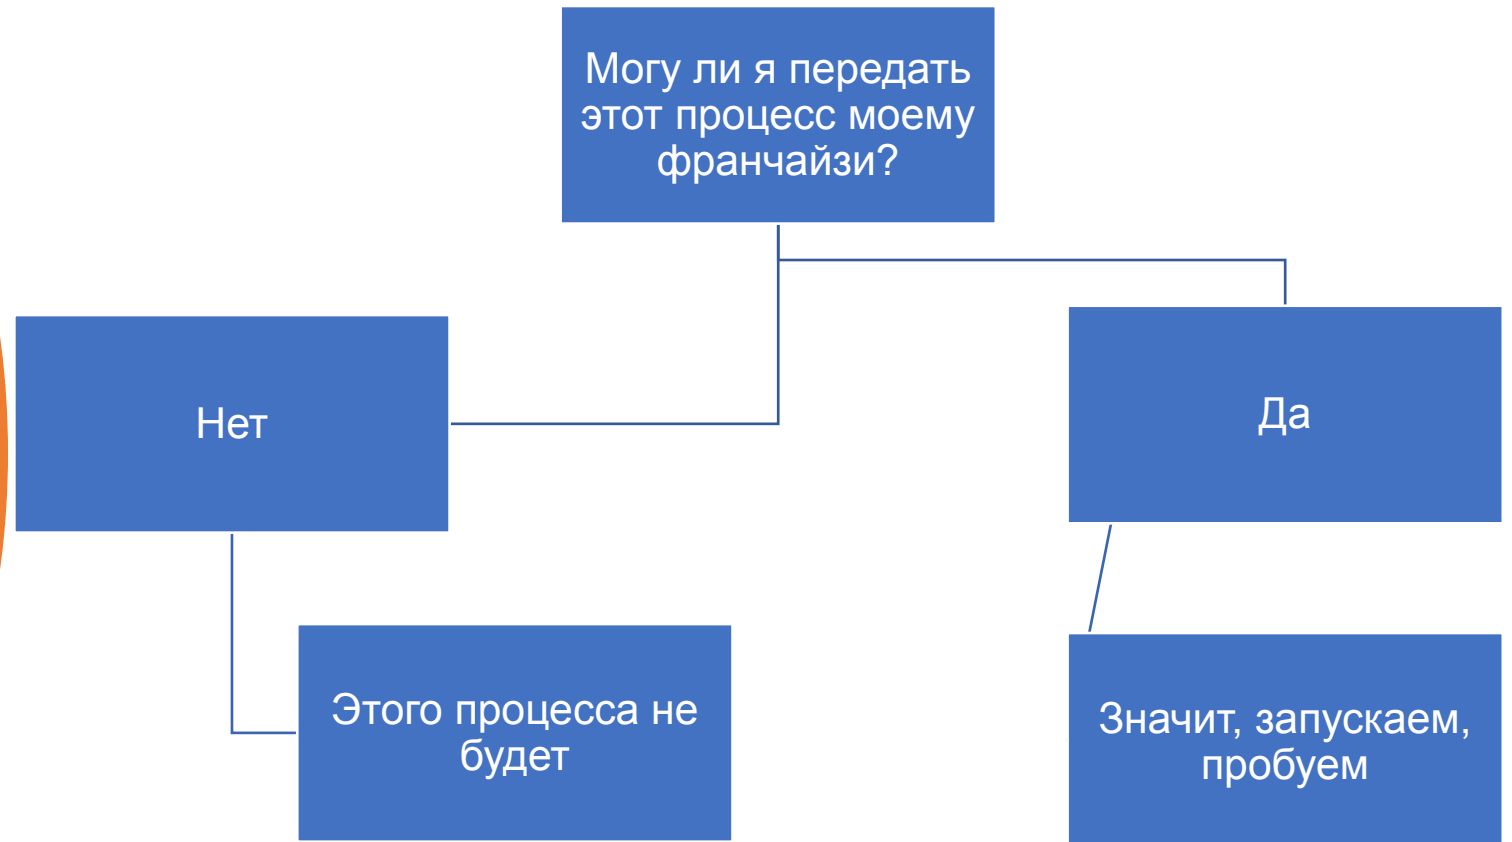 Могу ли я передать
этот процесс моему
франчайзи?
Нет
Да
Этого процесса не
будет
Значит, запускаем,
пробуем